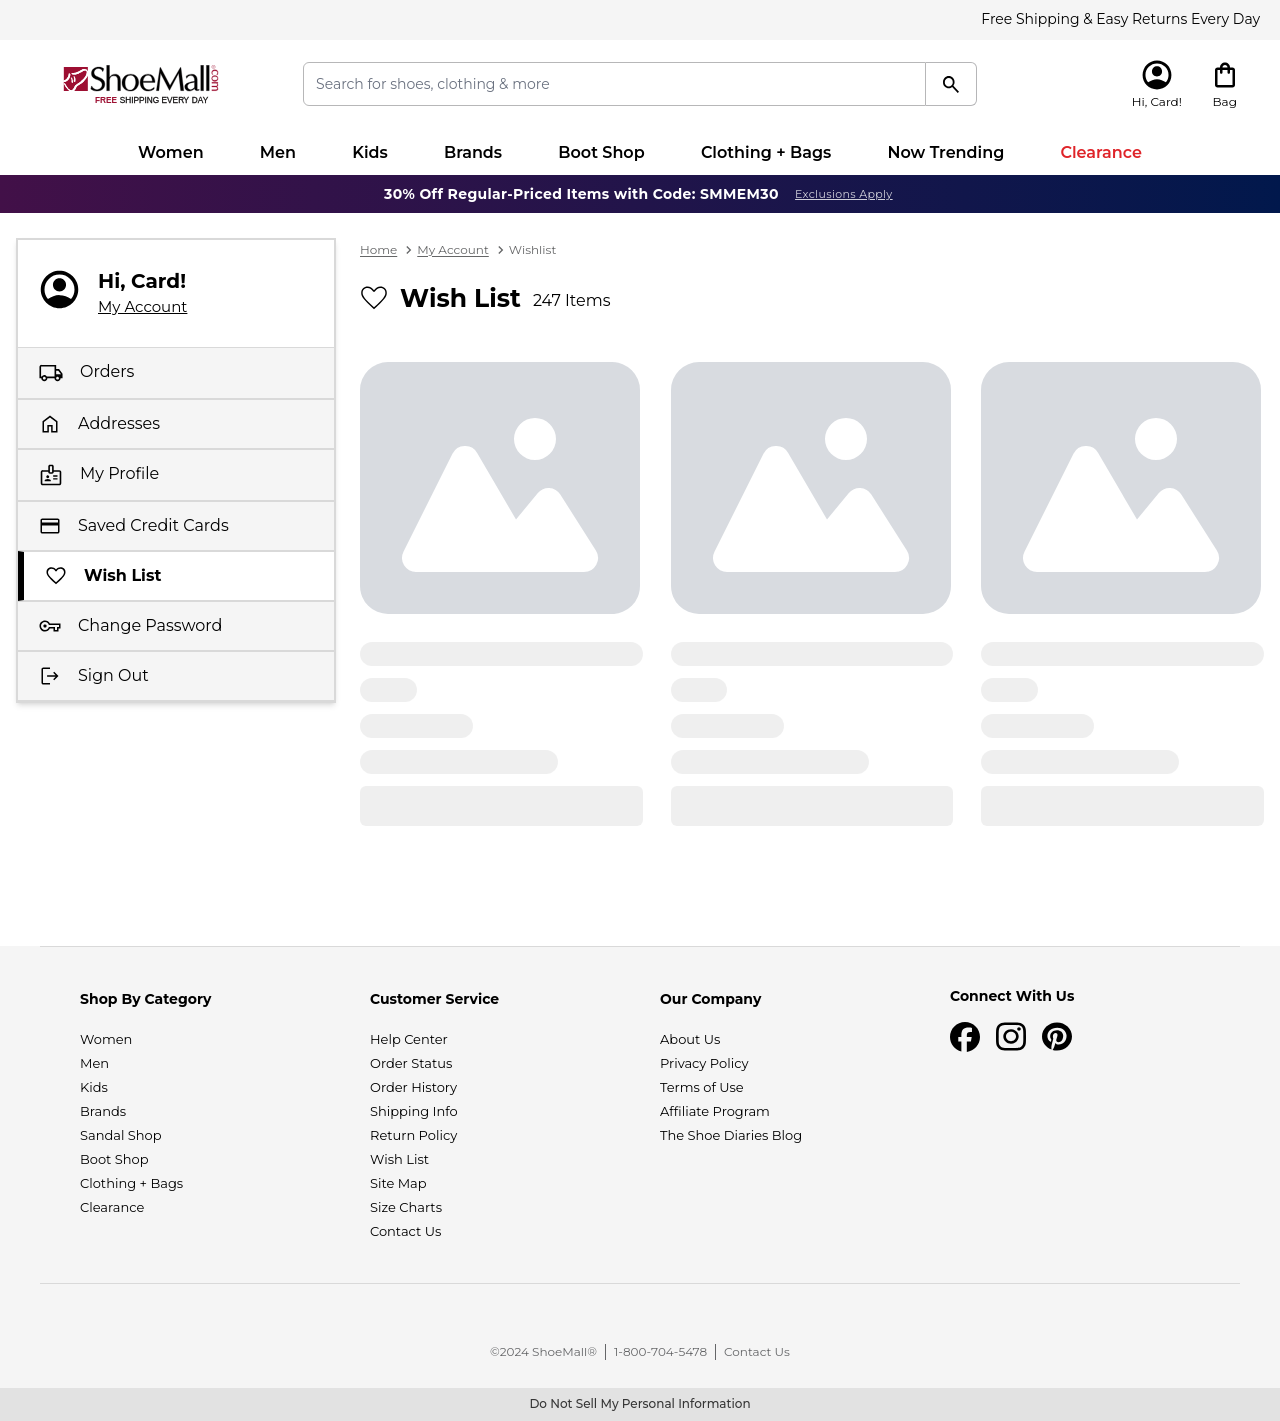 Free Shipping & Easy Returns Every Day
ShoeMall.com
FREE SHIPPING EVERY DAY
Search for shoes, clothing & more
Hi, Card!
Bag
Women Men Kids Brands Boot Shop Clothing + Bags Now Trending Clearance
30% Off Regular-Priced Items with Code: SMMEM30 Exclusions Apply
Hi, Card!
My Account
Orders
Addresses
My Profile
Saved Credit Cards
Wish List
Change Password
Sign Out
Home > My Account > Wishlist
Wish List 247 Items
Shop By Category
Women
Men
Kids
Brands
Sandal Shop
Boot Shop
Clothing + Bags
Clearance
Customer Service
Help Center
Order Status
Order History
Shipping Info
Return Policy
Wish List
Site Map
Size Charts
Contact Us
Our Company
About Us
Privacy Policy
Terms of Use
Affiliate Program
The Shoe Diaries Blog
Connect With Us
©2024 ShoeMall® | 1-800-704-5478 | Contact Us
Do Not Sell My Personal Information